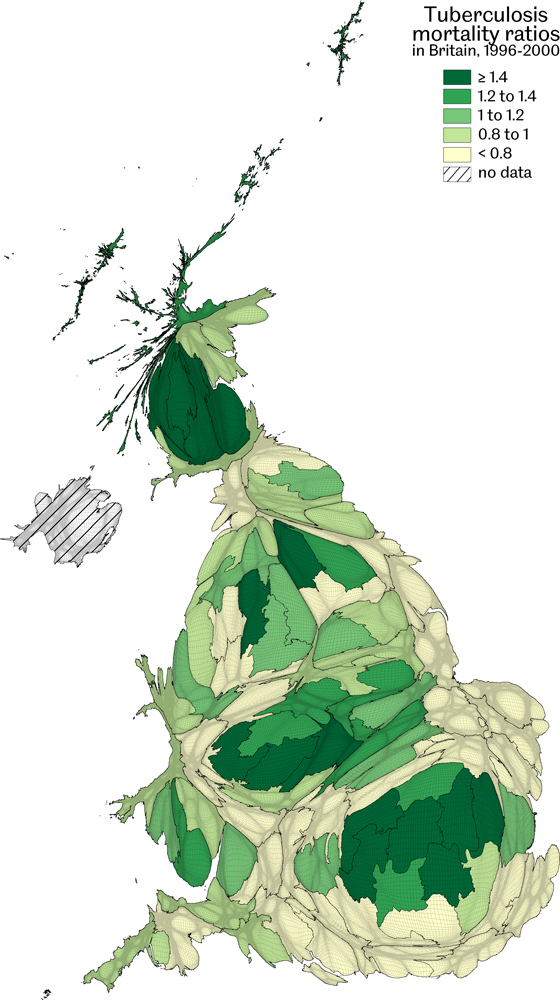 Tuberculosis
mortality ratios
in Britain, 1996-2000
≥ 1.4
1.2 to 1.4
1 to 1.2
0.8 to 1
< 0.8
no data